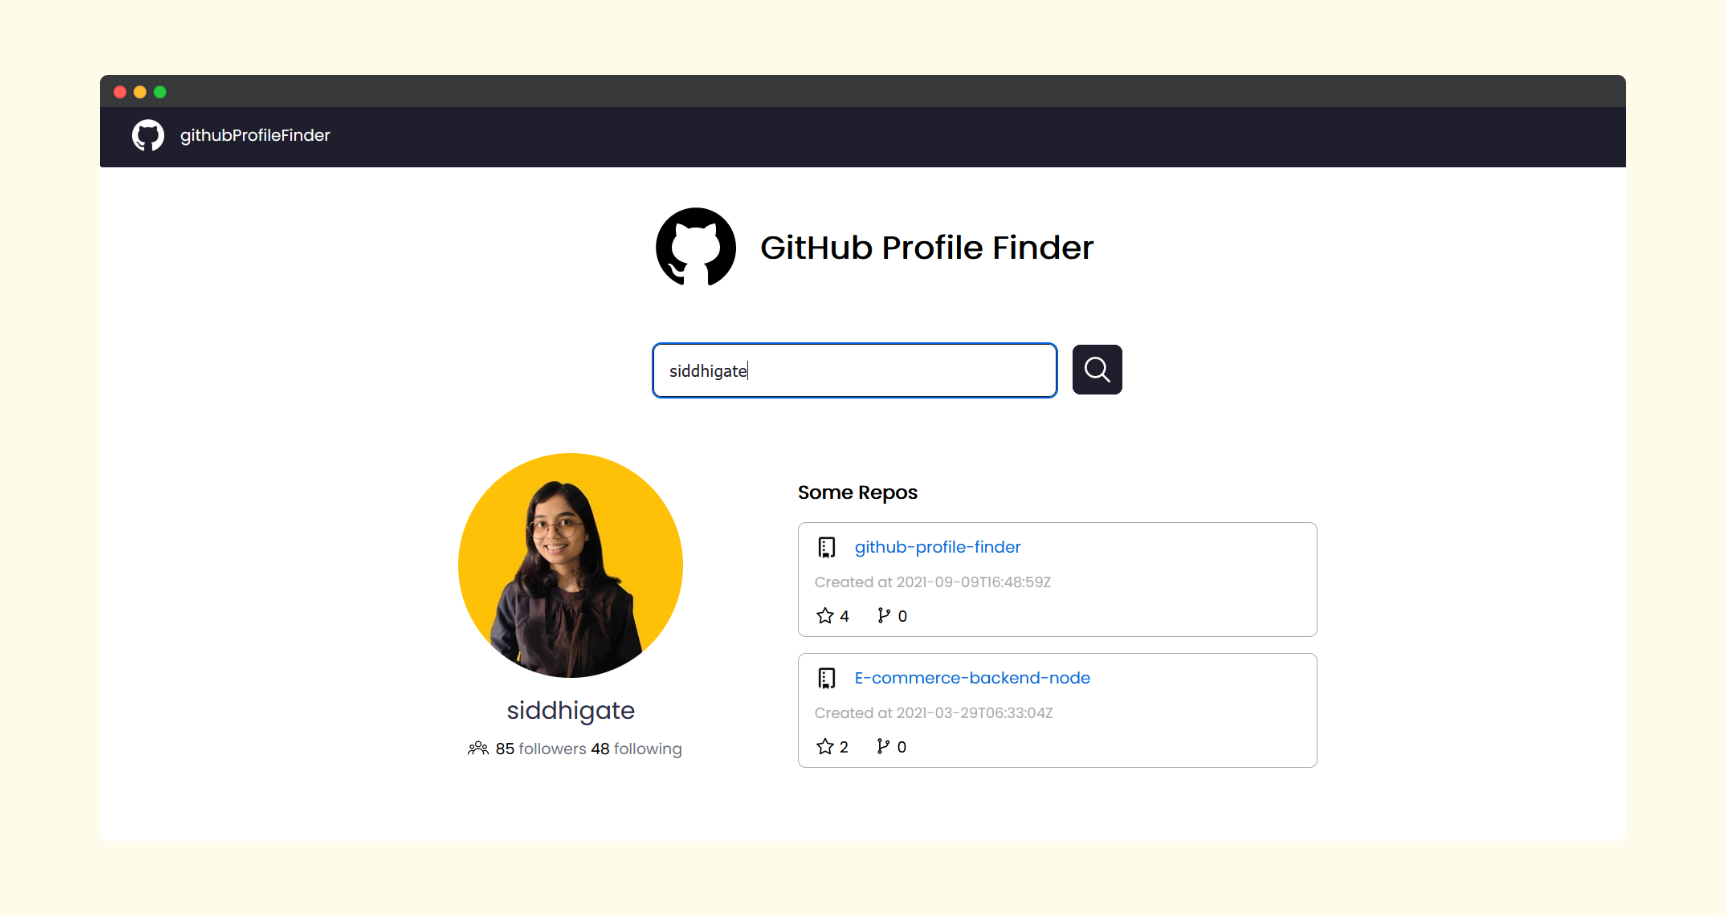 githubProfileFinder
GitHub Profile Finder
siddhigate
siddhigate
85 followers 48 following
Some Repos
github-profile-finder
Created at 2021-09-09T16:48:59Z
4 0
E-commerce-backend-node
Created at 2021-03-29T06:33:04Z
2 0